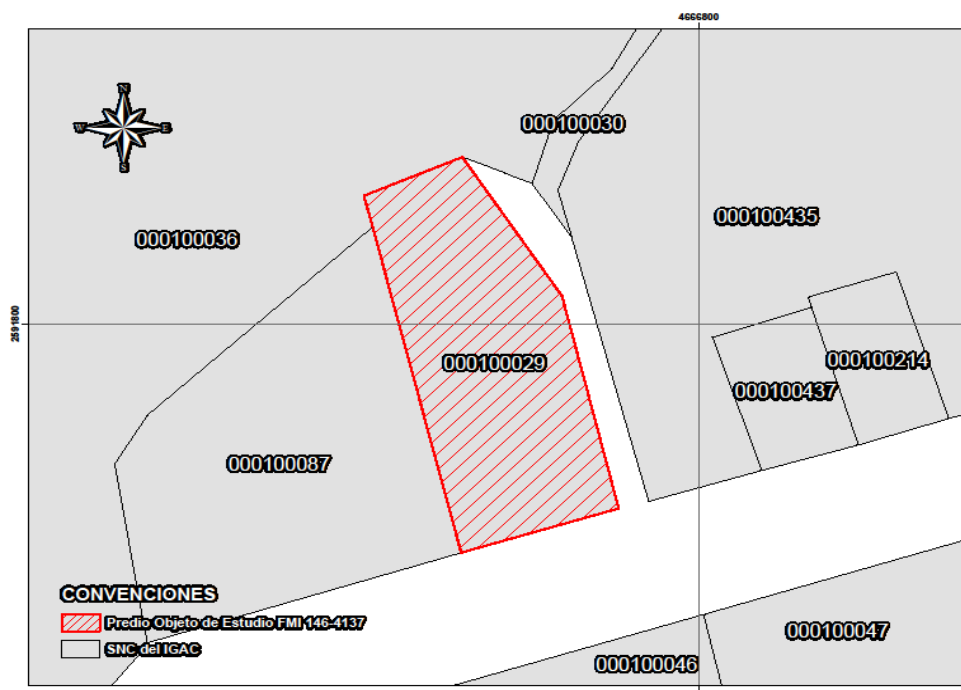 4666800
N
W E
S
000100030
000100435
000100036
2591800
000100029
000100214
000100437
000100087
CONVENCIONES
Predio Objeto de Estudio FMI 146-4137
SNC del IGAC
000100047
000100046